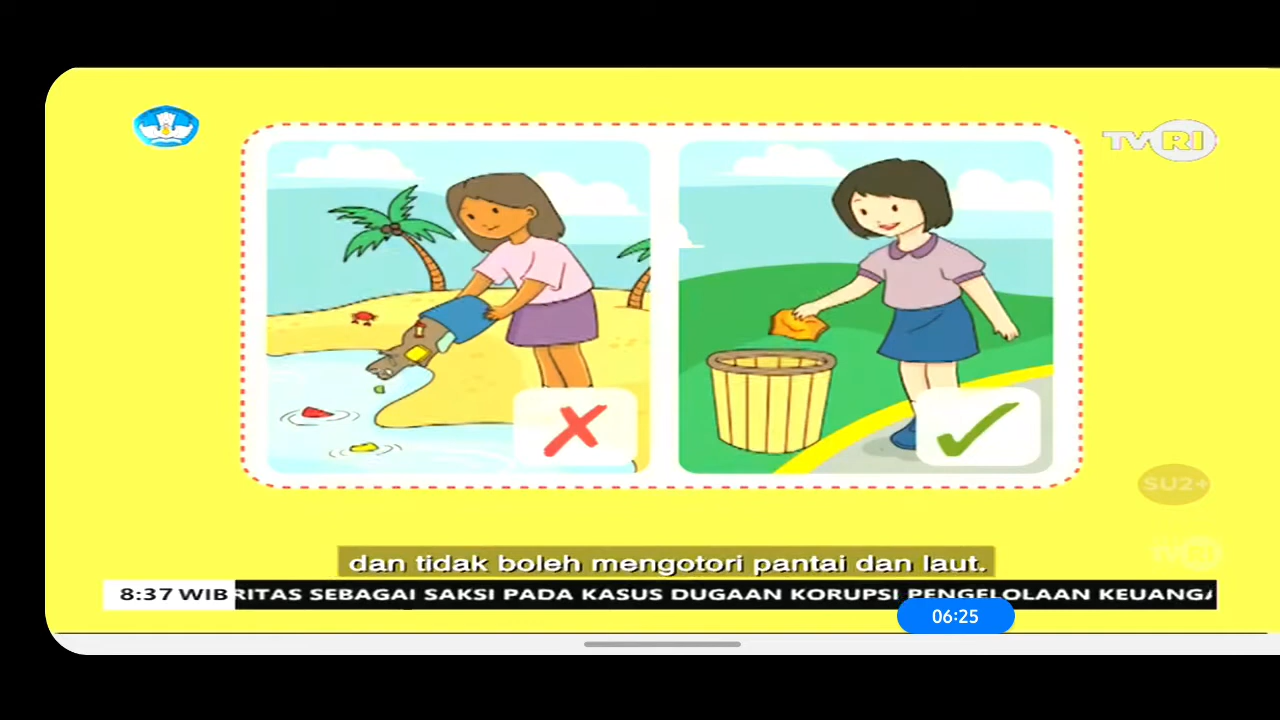 TVRI
SU2+
dan tidak boleh mengotori pantai dan laut.
8:37 WIB
RITAS SEBAGAI SAKSI PADA KASUS DUGAAN KORUPSI PENGELOLAAN KEUANGA
06:25